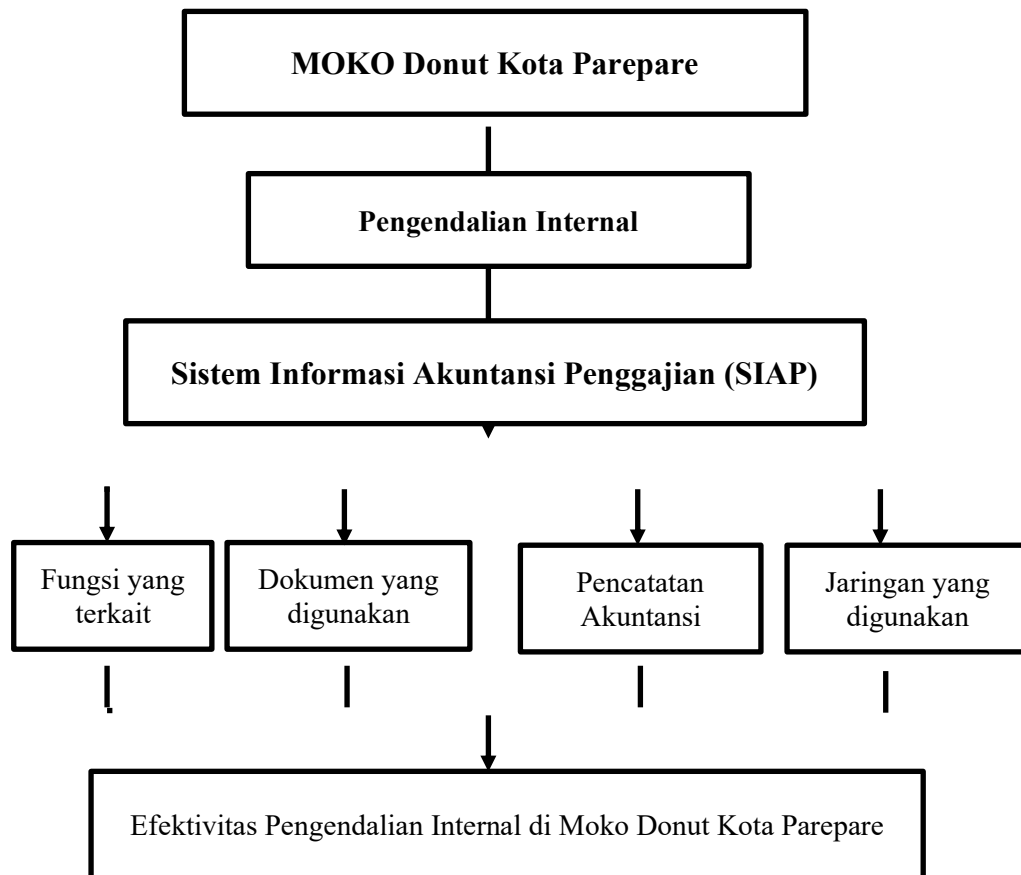 MOKO Donut Kota Parepare
Pengendalian Internal
Sistem Informasi Akuntansi Penggajian (SIAP)
Fungsi yang
terkait
Dokumen yang
digunakan
Pencatatan
Akuntansi
Jaringan yang
digunakan
Efektivitas Pengendalian Internal di Moko Donut Kota Parepare